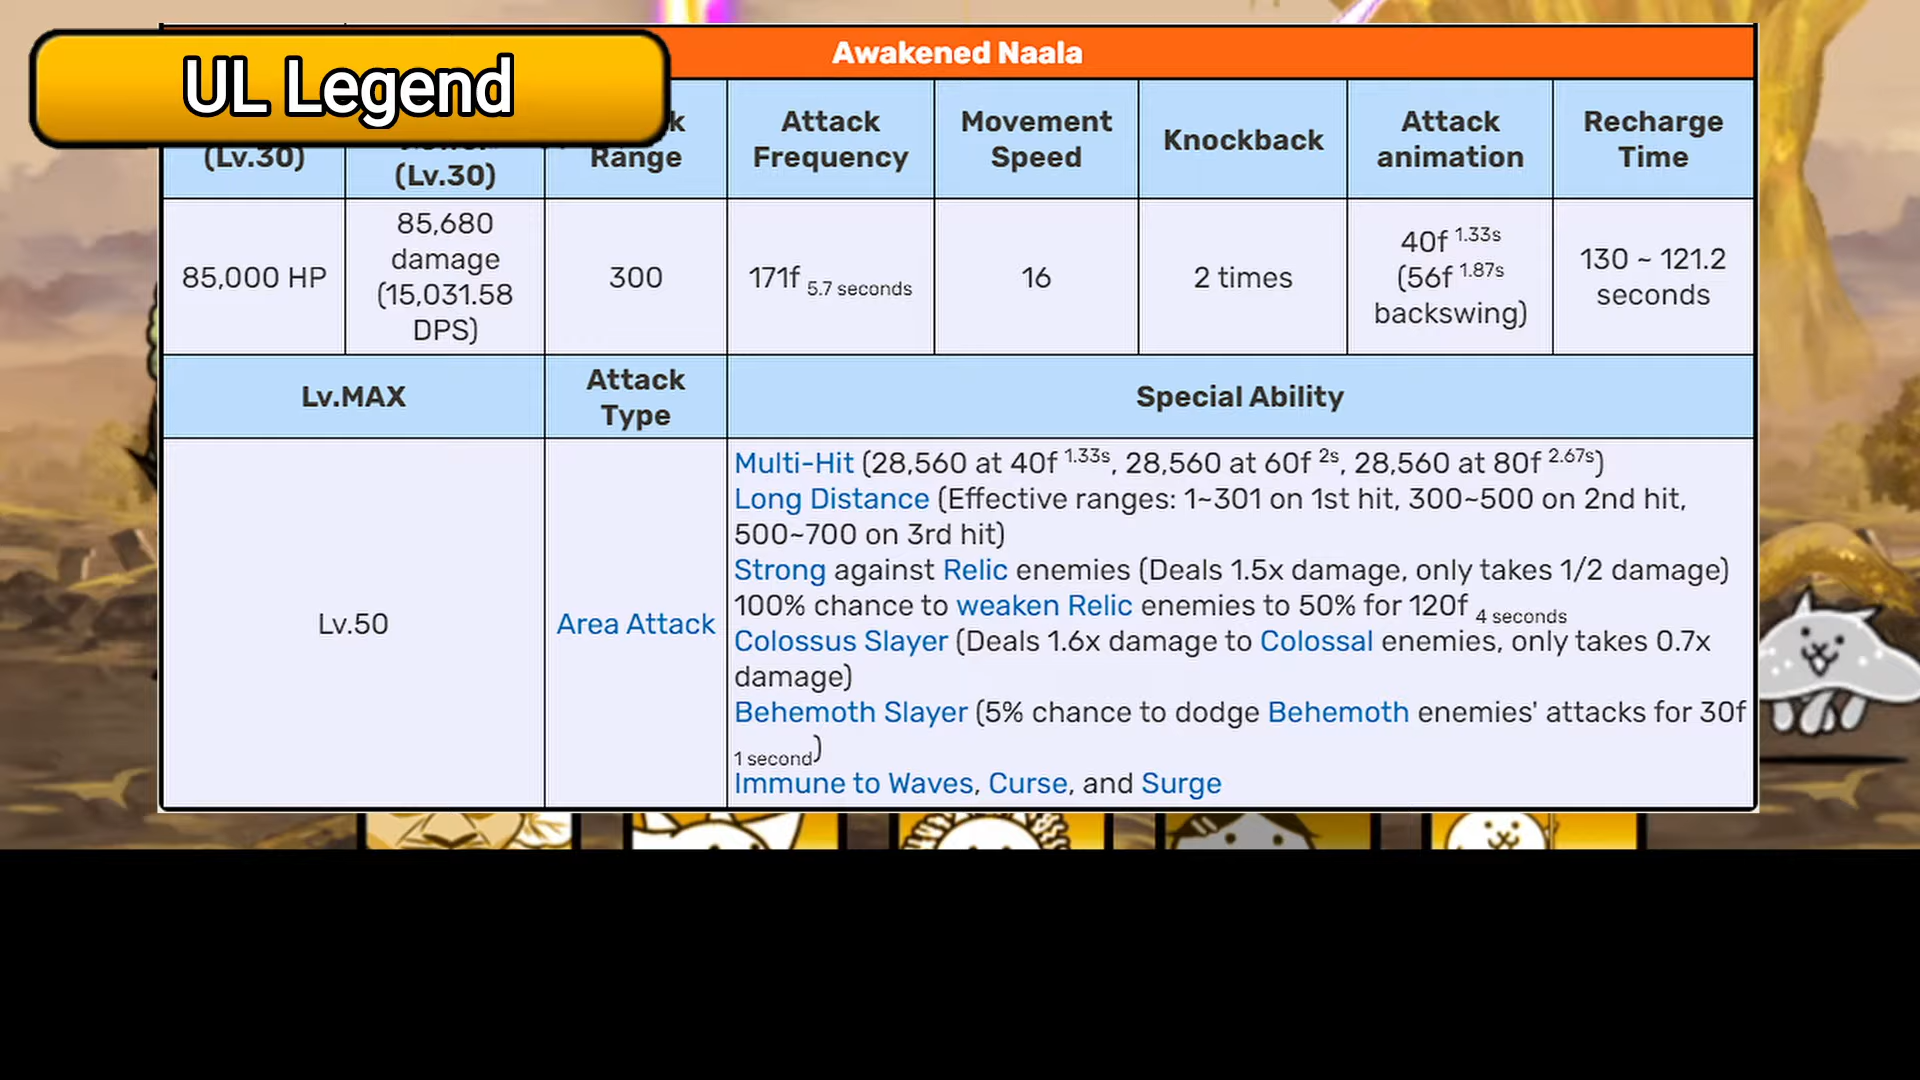 Awakened Naala
UL Legend
(Lv.30)
(Lv.30)
Range
Attack
Frequency
Movement
Speed
Knockback
Attack
animation
Recharge
Time
85,000 HP
85,680
damage
(15,031.58
DPS)
300
171f 5.7 seconds
16
2 times
40f 1.33s
(56f 1.87s
backswing)
130 ~ 121.2
seconds
Lv.MAX
Attack
Type
Special Ability
Lv.50
Area Attack
Multi-Hit (28,560 at 40f 1.33s, 28,560 at 60f 2s, 28,560 at 80f 2.67s)
Long Distance (Effective ranges: 1~301 on 1st hit, 300~500 on 2nd hit,
500~700 on 3rd hit)
Strong against Relic enemies (Deals 1.5x damage, only takes 1/2 damage)
100% chance to weaken Relic enemies to 50% for 120f 4 seconds
Colossus Slayer (Deals 1.6x damage to Colossal enemies, only takes 0.7x
damage)
Behemoth Slayer (5% chance to dodge Behemoth enemies' attacks for 30f
1 second)
Immune to Waves, Curse, and Surge